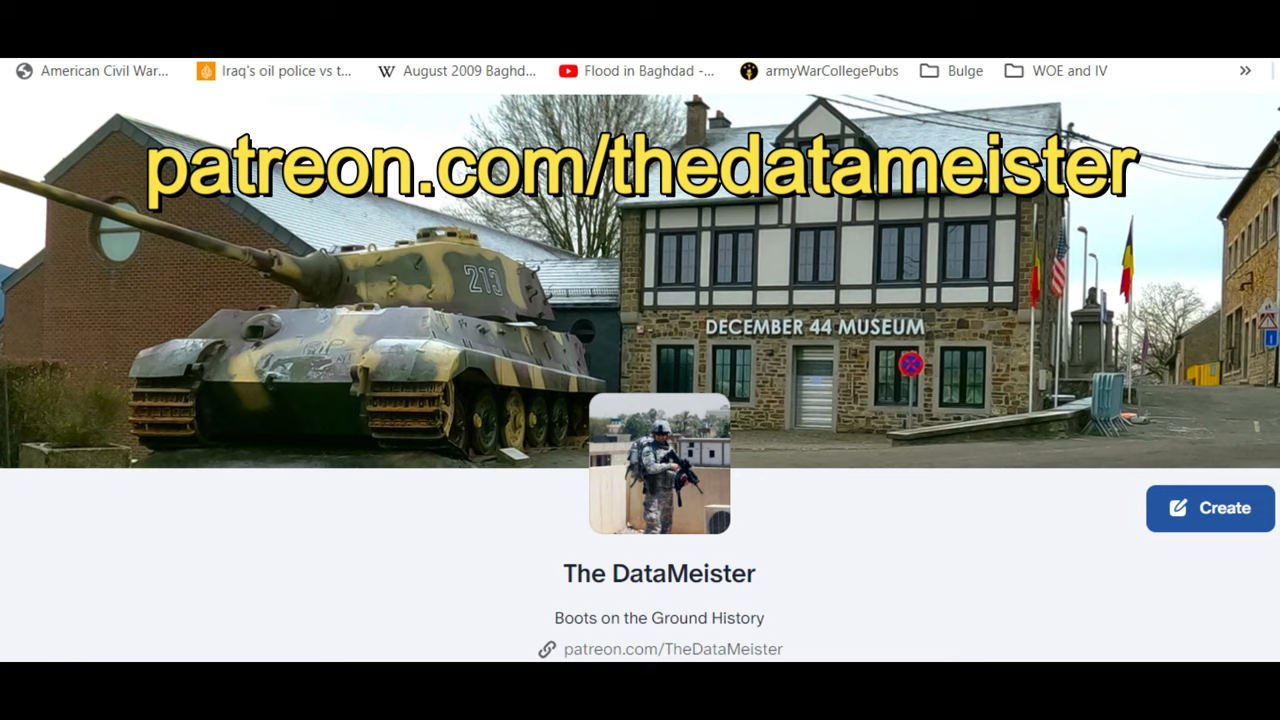 American Civil War... Iraq's oil police vs t... August 2009 Baghd... Flood in Baghdad -... armyWarCollegePubs Bulge WOE and IV »
patreon.com/thedatameister
213
DECEMBER 44 MUSEUM
Create
The DataMeister
Boots on the Ground History
patreon.com/TheDataMeister